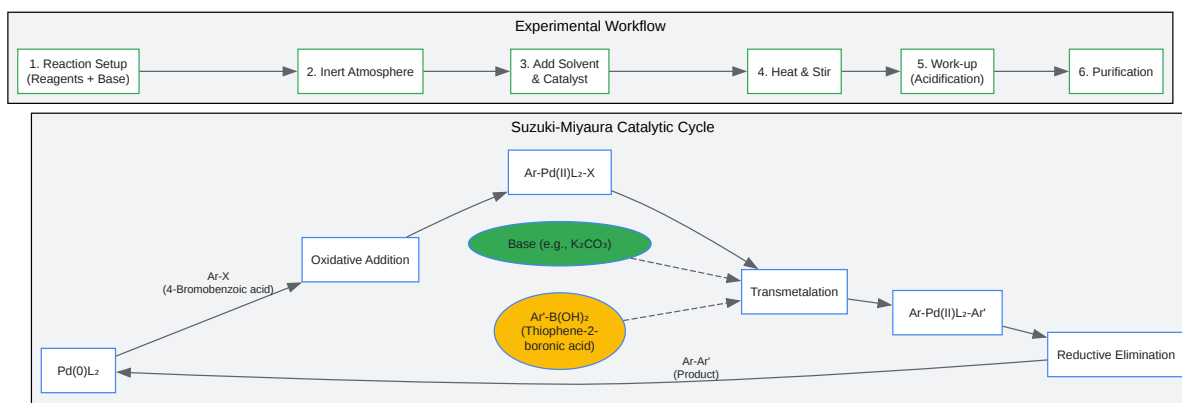 Experimental Workflow
1. Reaction Setup
(Reagents + Base)
2. Inert Atmosphere
3. Add Solvent
& Catalyst
4. Heat & Stir
5. Work-up
(Acidification)
6. Purification
Suzuki-Miyaura Catalytic Cycle
Ar-Pd(II)L₂-X
Base (e.g., K₂CO₃)
Oxidative Addition
Ar-X
(4-Bromobenzoic acid)
Transmetalation
Ar'-B(OH)₂
(Thiophene-2-
boronic acid)
Ar-Pd(II)L₂-Ar'
Reductive Elimination
Ar-Ar'
(Product)
Pd(0)L₂